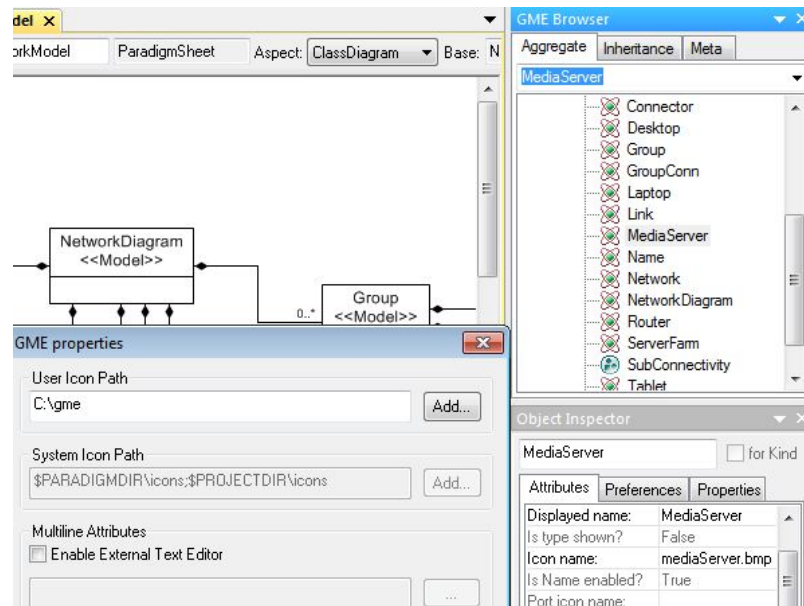 del X
orkModel ParadigmSheet Aspect: ClassDiagram Base: N
NetworkDiagram
<<Model>>
0..*
Group
<<Model>>
GME properties
User Icon Path
C:\gme
Add...
System Icon Path
$PARADIGMDIR\icons;$PROJECTDIR\icons
Add...
Multiline Attributes
Enable External Text Editor
...
GME Browser
Aggregate Inheritance Meta
MediaServer
Connector
Desktop
Group
GroupConn
Laptop
Link
MediaServer
Name
Network
NetworkDiagram
Router
ServerFarm
SubConnectivity
Tablet
Object Inspector
MediaServer for Kind
Attributes Preferences Properties
Displayed name: MediaServer
Is type shown? False
Icon name: mediaServer.bmp
Is Name enabled? True
Port icon name: